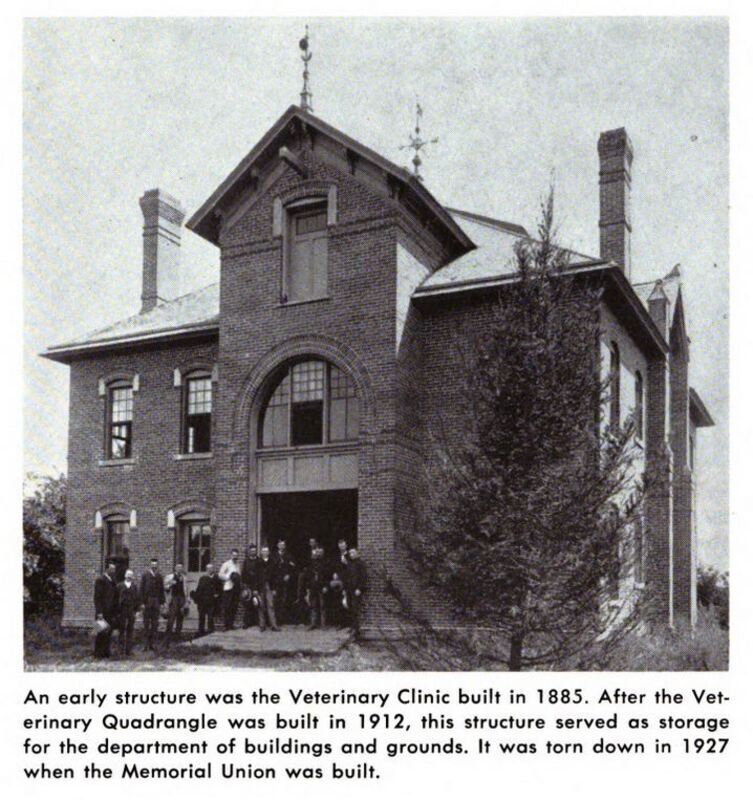 An early structure was the Veterinary Clinic built in 1885. After the Vet-
erinary Quadrangle was built in 1912, this structure served as storage
for the department of buildings and grounds. It was torn down in 1927
when the Memorial Union was built.